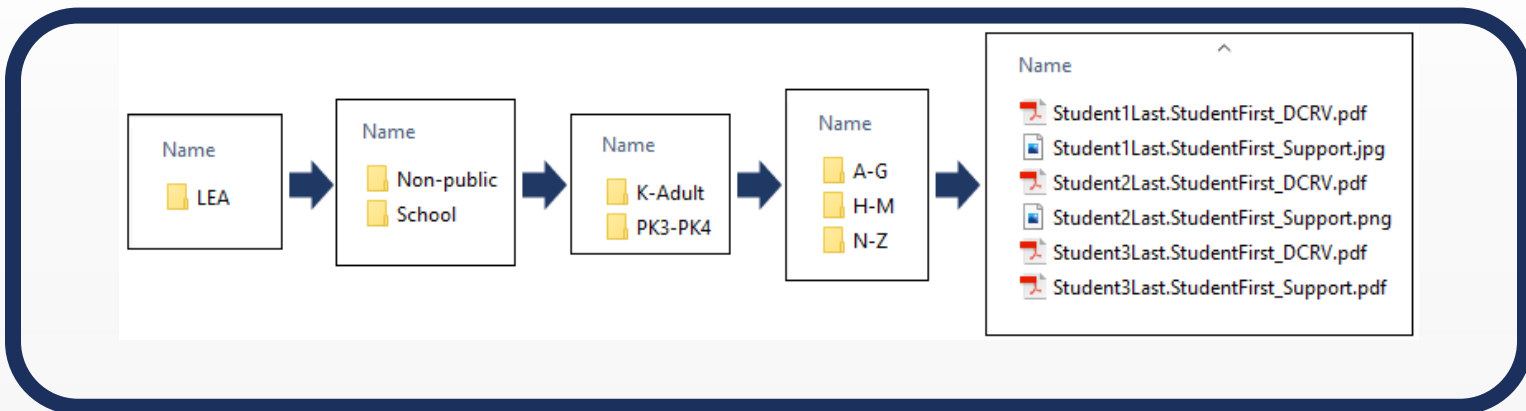 Name
LEA
Name
Non-public
School
Name
K-Adult
PK3-PK4
Name
A-G
H-M
N-Z
Name
Student1Last.StudentFirst_DCRV.pdf
Student1Last.StudentFirst_Support.jpg
Student2Last.StudentFirst_DCRV.pdf
Student2Last.StudentFirst_Support.png
Student3Last.StudentFirst_DCRV.pdf
Student3Last.StudentFirst_Support.pdf